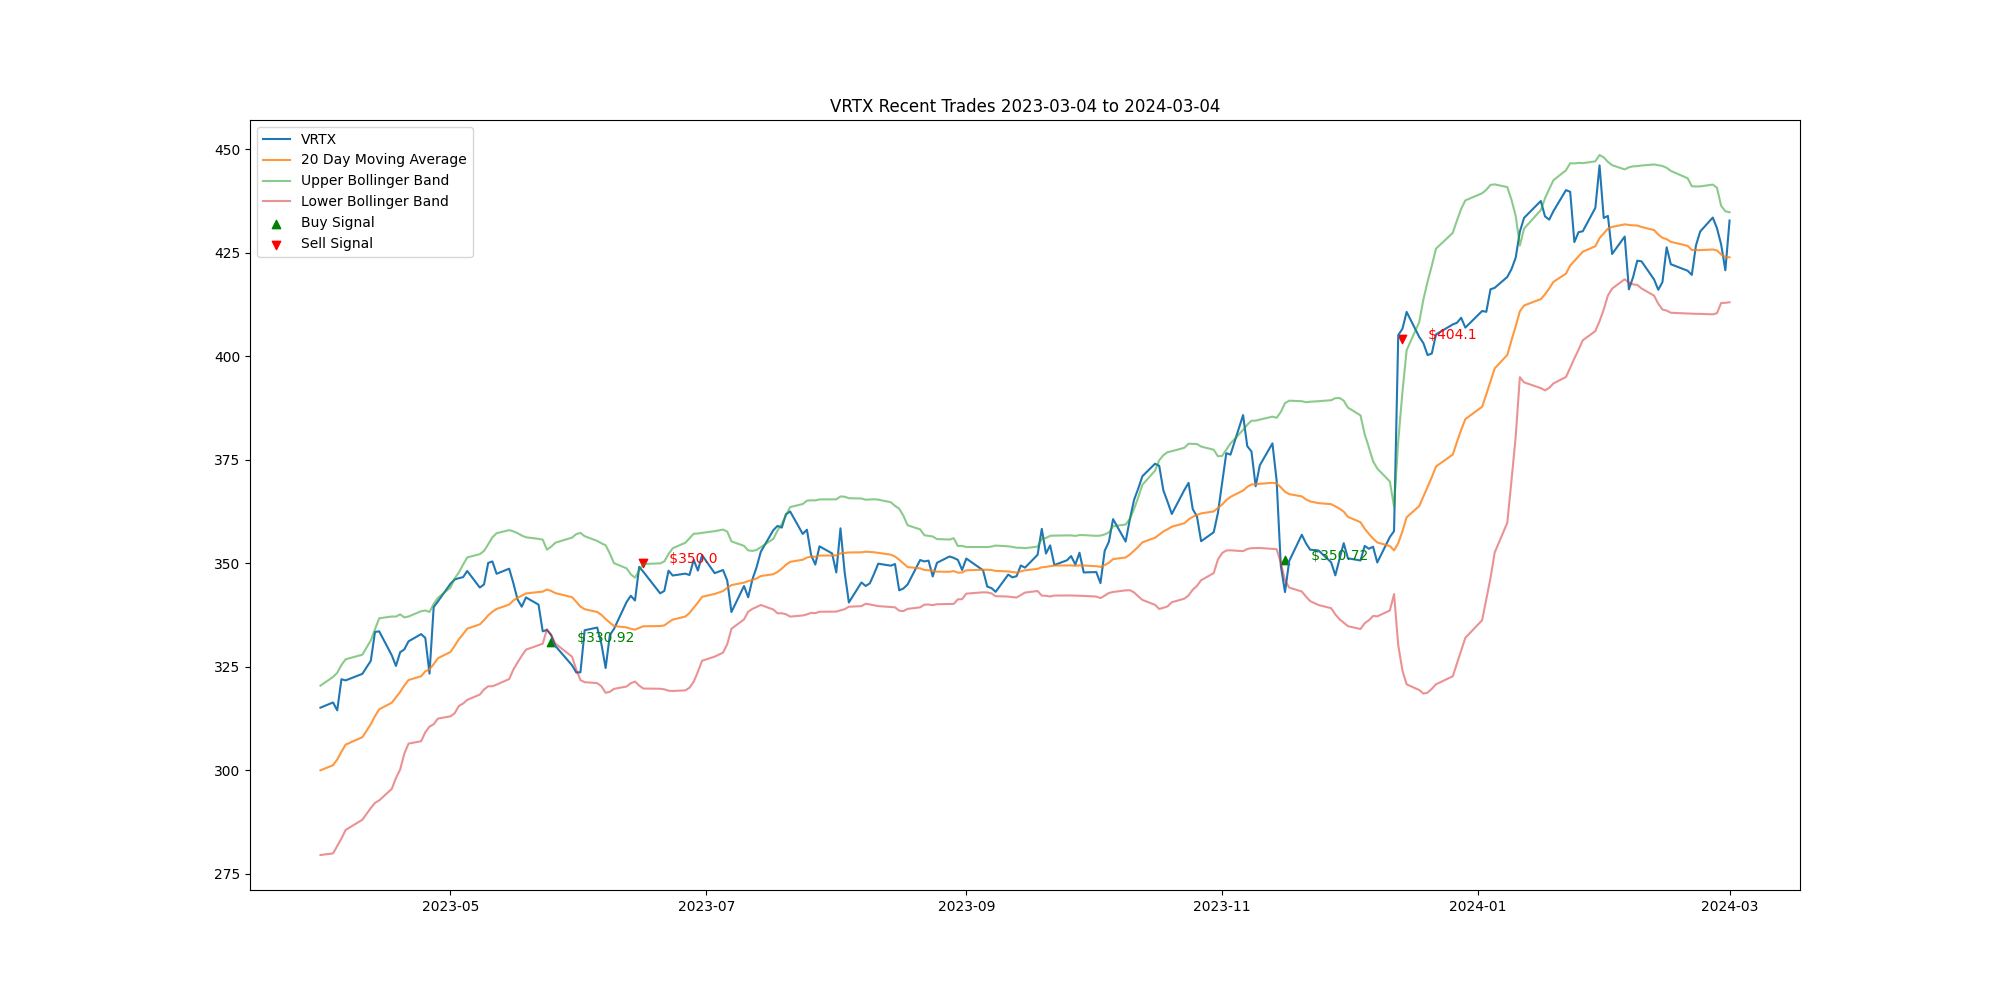 VRTX Recent Trades 2023-03-04 to 2024-03-04
VRTX
20 Day Moving Average
Upper Bollinger Band
Lower Bollinger Band
Buy Signal
Sell Signal
450
425
400
375
350
325
300
275
$404.1
$350.0
$350.72
$330.92
2023-05
2023-07
2023-09
2023-11
2024-01
2024-03